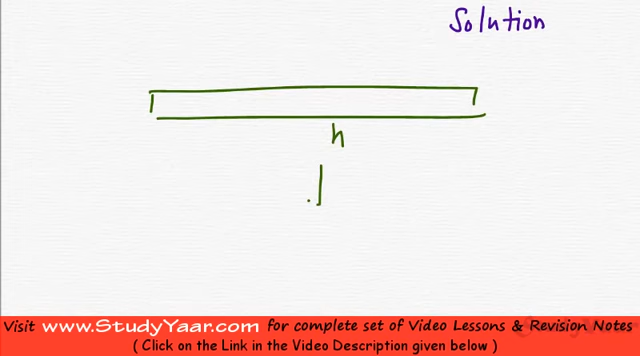 Solution
h
Visit www.StudyYaar.com for complete set of Video Lessons & Revision Notes
( Click on the Link in the Video Description given below )